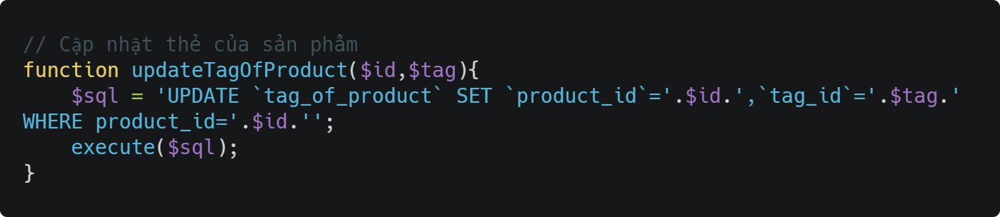 // Cập nhật thẻ của sản phẩm
function updateTagOfProduct($id,$tag){
    $sql = 'UPDATE `tag_of_product` SET `product_id`='.$id.',`tag_id`='.$tag.'
WHERE product_id='.$id.'';
    execute($sql);
}